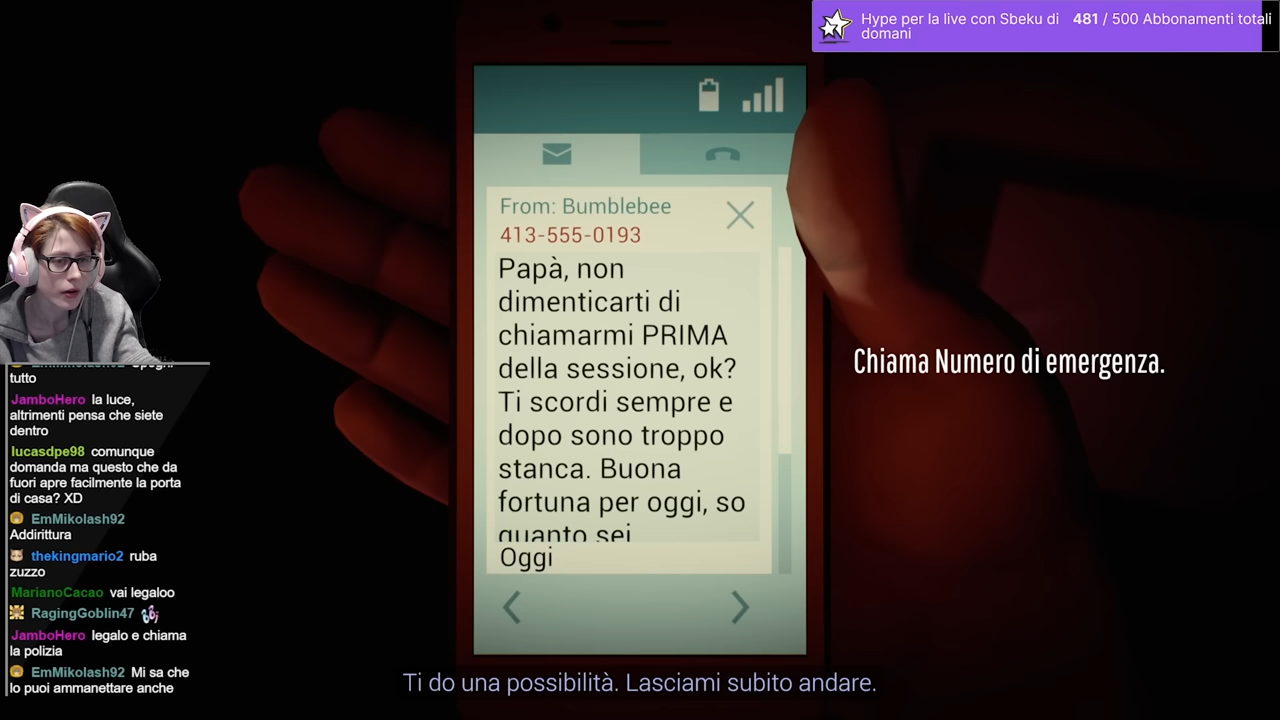 Hype per la live con Sbeku di
domani
481 / 500 Abbonamenti totali
From: Bumblebee
413-555-0193
Papà, non
dimenticarti di
chiamarmi PRIMA
della sessione, ok?
Ti scordi sempre e
dopo sono troppo
stanca. Buona
fortuna per oggi, so
quanto sei
Oggi
Chiama Numero di emergenza.
tutto
JamboHero la luce,
altrimenti pensa che siete
dentro
lucasdpe98 comunque
domanda ma questo che da
fuori apre facilmente la porta
di casa? XD
EmMikolash92
Addirittura
thekingmario2 ruba
zuzzo
MarianoCacao vai legaloo
RagingGoblin47
JamboHero legalo e chiama
la polizia
EmMikolash92 Mi sa che
lo puoi ammanettare anche
Ti do una possibilità. Lasciami subito andare.